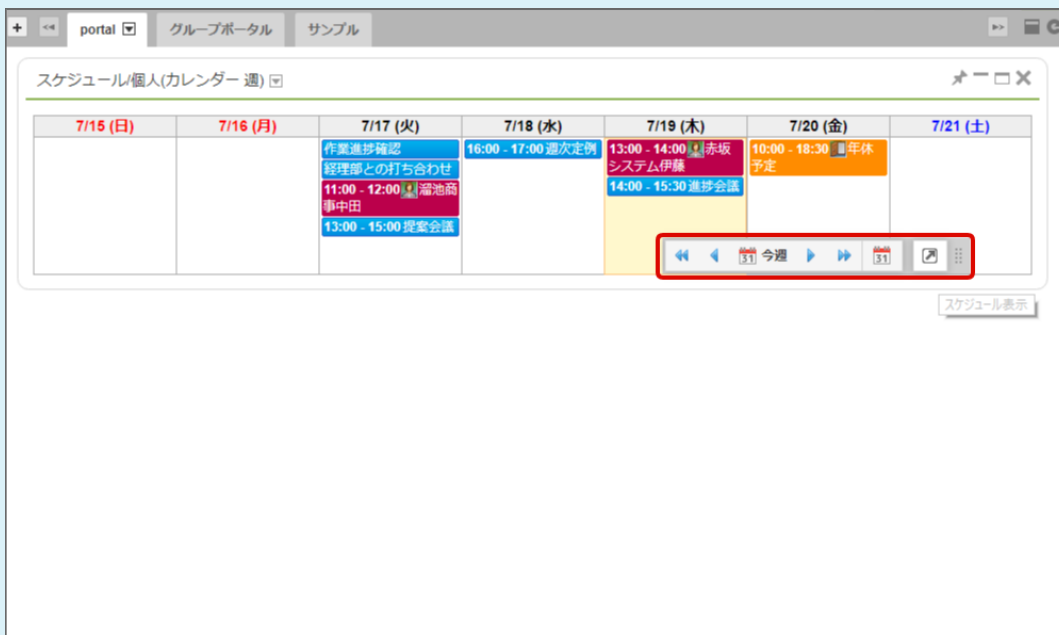 portal グループポータル サンプル
スケジュール/個人(カレンダー 週)
7/15 (日) 7/16 (月) 7/17 (火) 7/18 (水) 7/19 (木) 7/20 (金) 7/21 (土)
作業進捗確認
経理部との打ち合わせ
11:00 - 12:00 溜池商
事中田
13:00 - 15:00 提案会議
16:00 - 17:00 週次定例
13:00 - 14:00 赤坂
システム伊藤
14:00 - 15:30 進捗会議
10:00 - 18:30 年休
予定
31 今週 31
スケジュール表示